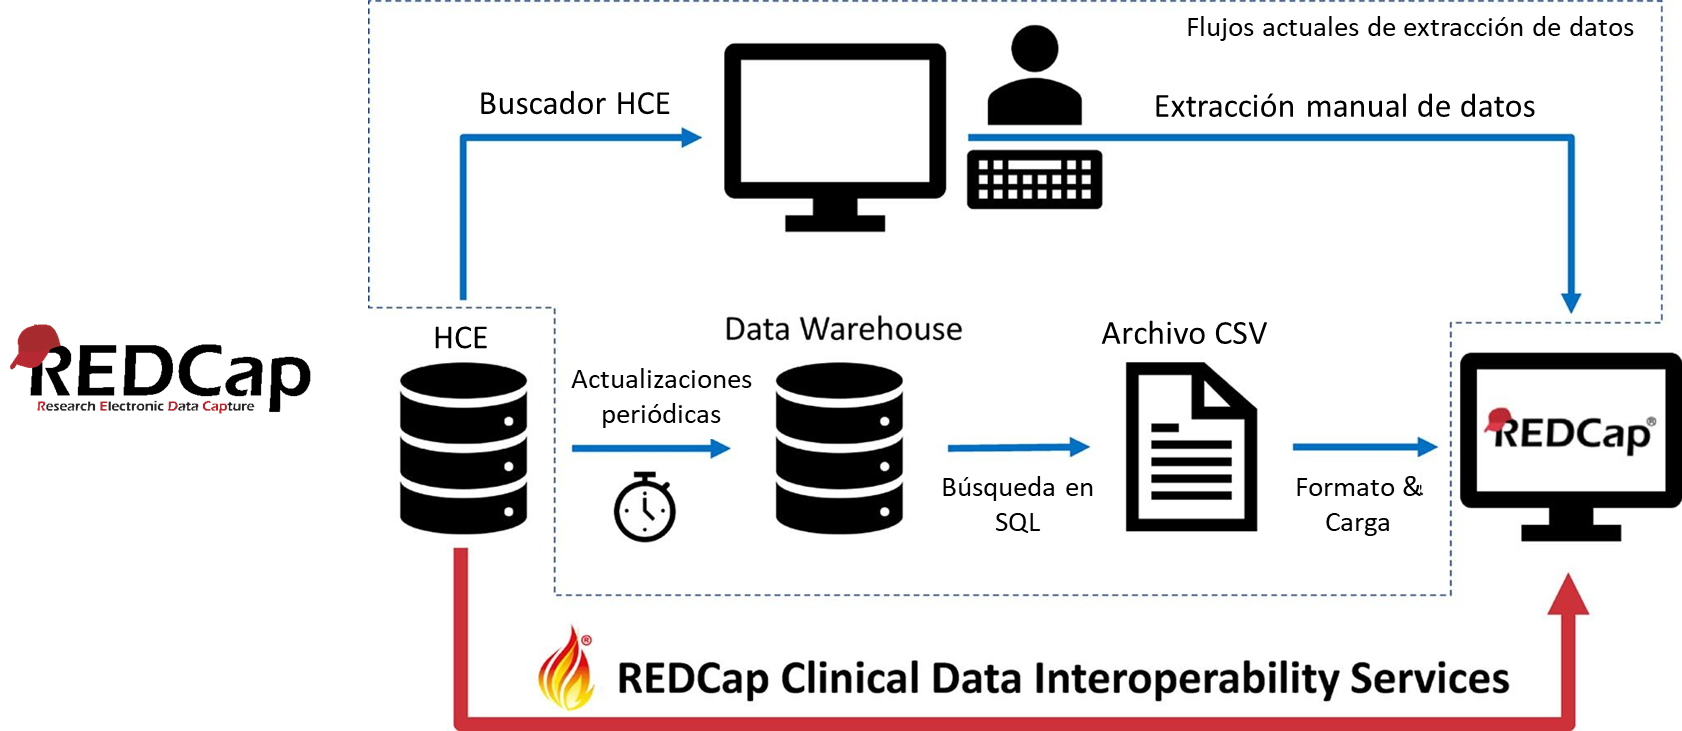 Flujos actuales de extracción de datos
Buscador HCE
Extracción manual de datos
REDCap
Research Electronic Data Capture
HCE
Actualizaciones
periódicas
Data Warehouse
Búsqueda en
SQL
Archivo CSV
Formato &
Carga
REDCap®
®
REDCap Clinical Data Interoperability Services